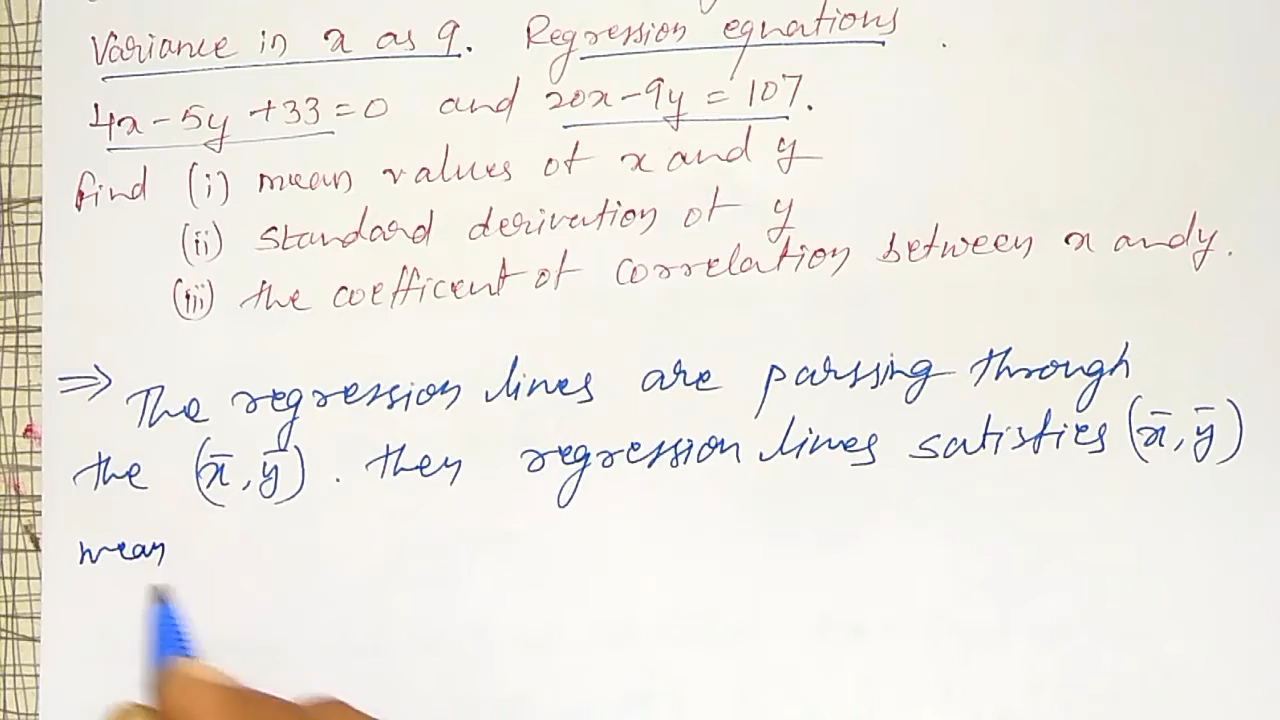 Variance in x as 9. Regression equations
4x-5y+33=0 and 20x-9y=107.
find (i) mean values of x and y
(ii) standard derivation of y
(iii) the coefficent of correlation between x and y.
⇒ The regression lines are parssing through
the (x̄, ȳ). then regression lines satisfies (x̄, ȳ)
mean